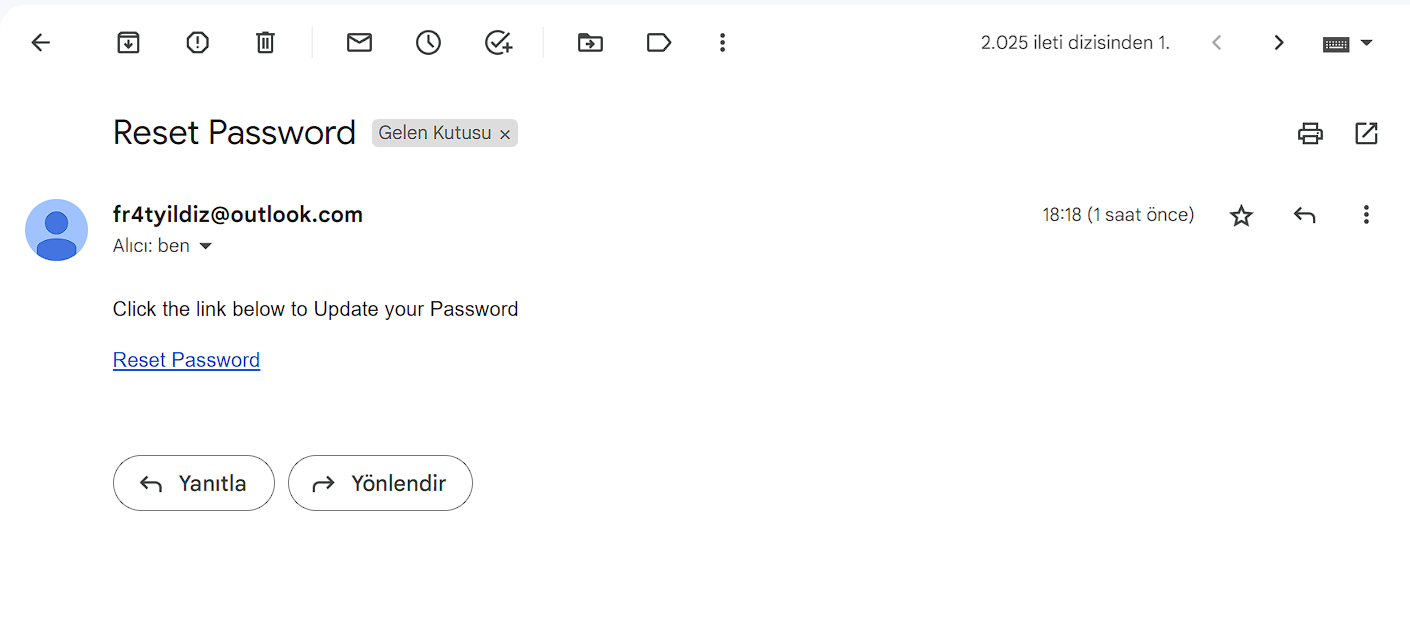 2.025 ileti dizisinden 1.
Reset Password Gelen Kutusu ×
fr4tyildiz@outlook.com 18:18 (1 saat önce)
Alıcı: ben
Click the link below to Update your Password
Reset Password
Yanıtla Yönlendir